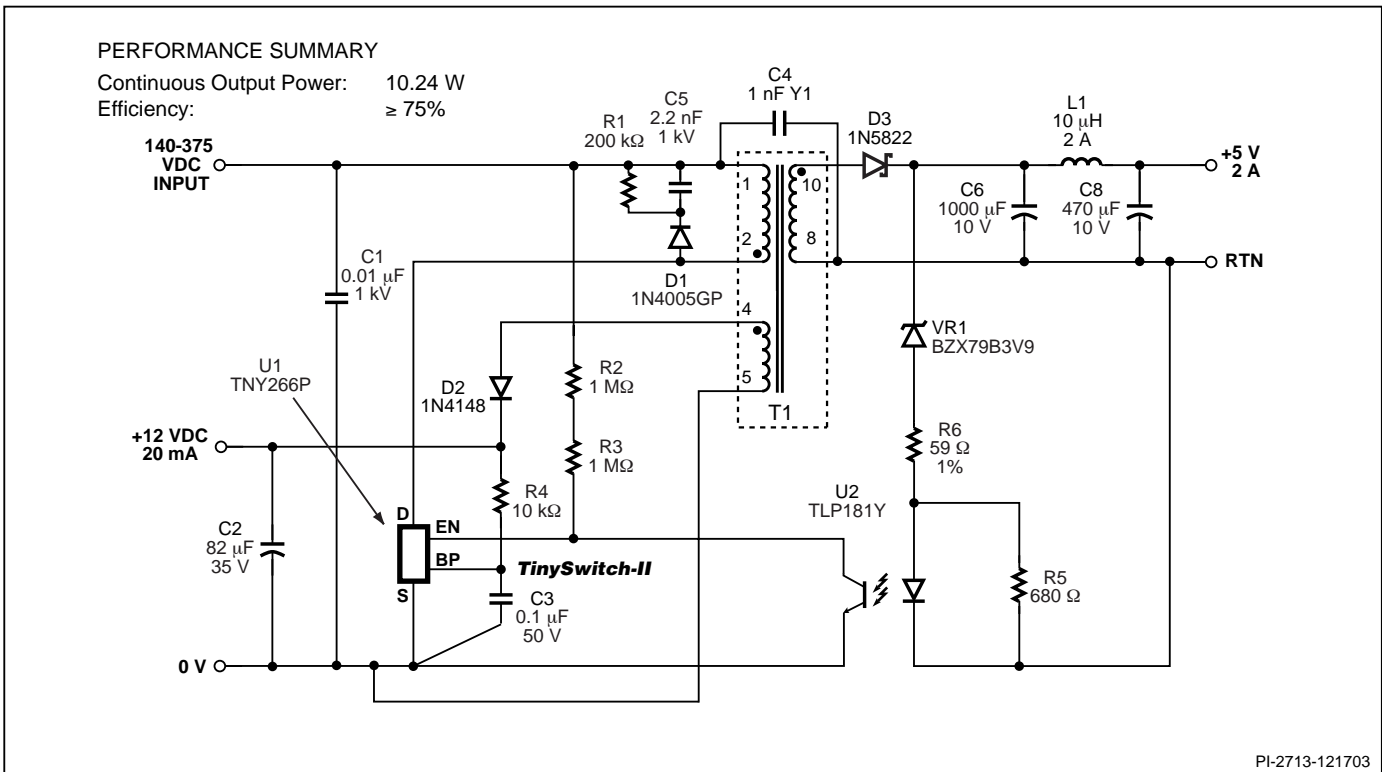 PERFORMANCE SUMMARY
Continuous Output Power: 10.24 W
Efficiency: ≥ 75%
140-375
VDC
INPUT
R1
200 kΩ
C5
2.2 nF
1 kV
C4
1 nF Y1
D3
1N5822
L1
10 µH
2 A
+5 V
2 A
1
10
C6
1000 µF
10 V
C8
470 µF
10 V
2
8
RTN
C1
0.01 µF
1 kV
D1
1N4005GP
4
VR1
BZX79B3V9
U1
TNY266P
D2
1N4148
R2
1 MΩ
5
T1
+12 VDC
20 mA
R3
1 MΩ
R6
59 Ω
1%
R4
10 kΩ
U2
TLP181Y
D
EN
C2
82 µF
35 V
BP
TinySwitch-II
S
C3
0.1 µF
50 V
R5
680 Ω
0 V
PI-2713-121703